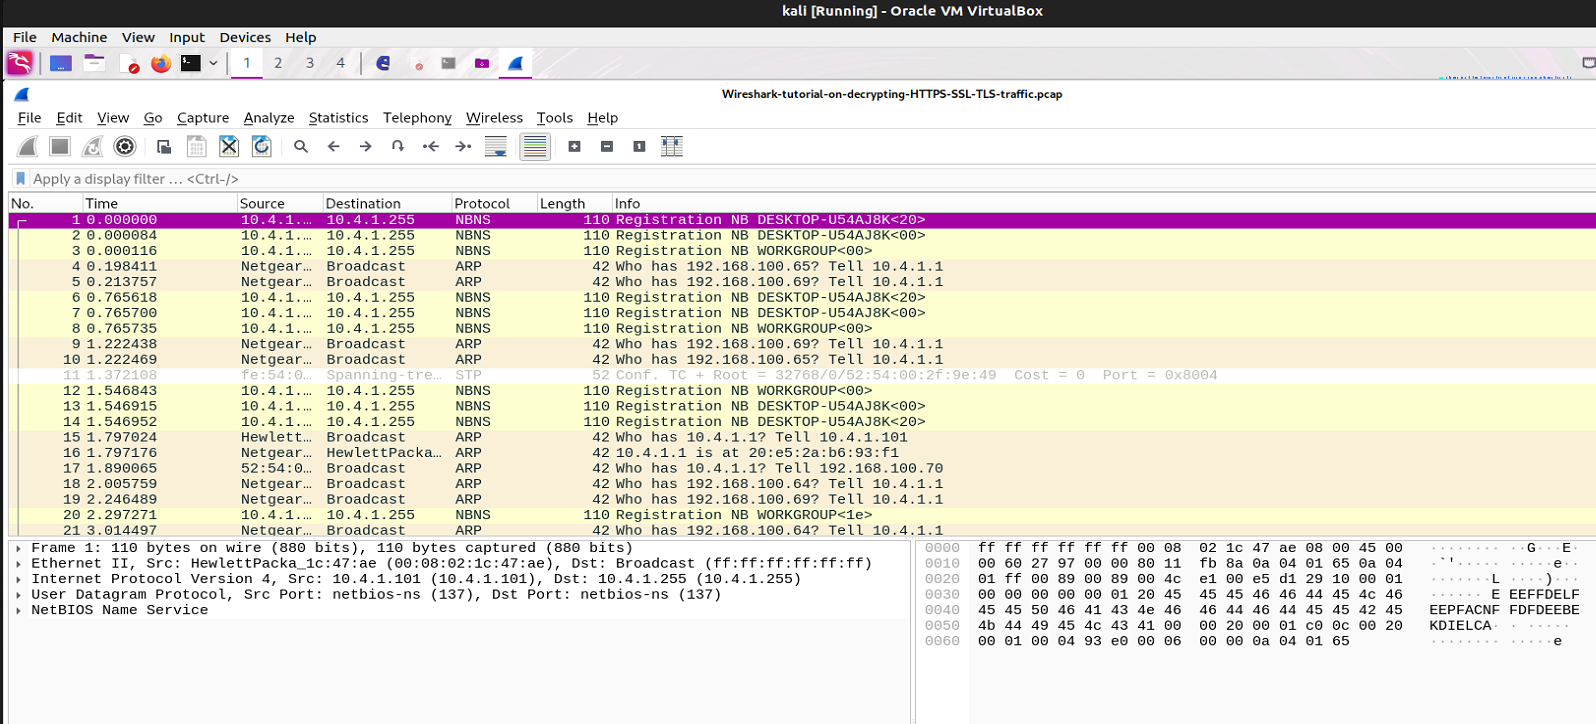 kali [Running] - Oracle VM VirtualBox
File Machine View Input Devices Help
1 2 3 4
Wireshark-tutorial-on-decrypting-HTTPS-SSL-TLS-traffic.pcap
File Edit View Go Capture Analyze Statistics Telephony Wireless Tools Help
Apply a display filter … <Ctrl-/>
No. Time Source Destination Protocol Length Info
1 0.000000 10.4.1.… 10.4.1.255 NBNS 110 Registration NB DESKTOP-U54AJ8K<20>
2 0.000084 10.4.1.… 10.4.1.255 NBNS 110 Registration NB DESKTOP-U54AJ8K<00>
3 0.000116 10.4.1.… 10.4.1.255 NBNS 110 Registration NB WORKGROUP<00>
4 0.198411 Netgear… Broadcast ARP 42 Who has 192.168.100.65? Tell 10.4.1.1
5 0.213757 Netgear… Broadcast ARP 42 Who has 192.168.100.69? Tell 10.4.1.1
6 0.765618 10.4.1.… 10.4.1.255 NBNS 110 Registration NB DESKTOP-U54AJ8K<20>
7 0.765700 10.4.1.… 10.4.1.255 NBNS 110 Registration NB DESKTOP-U54AJ8K<00>
8 0.765735 10.4.1.… 10.4.1.255 NBNS 110 Registration NB WORKGROUP<00>
9 1.222438 Netgear… Broadcast ARP 42 Who has 192.168.100.69? Tell 10.4.1.1
10 1.222469 Netgear… Broadcast ARP 42 Who has 192.168.100.65? Tell 10.4.1.1
11 1.372108 fe:54:0… Spanning-tre… STP 52 Conf. TC + Root = 32768/0/52:54:00:2f:9e:49 Cost = 0 Port = 0x8004
12 1.546843 10.4.1.… 10.4.1.255 NBNS 110 Registration NB WORKGROUP<00>
13 1.546915 10.4.1.… 10.4.1.255 NBNS 110 Registration NB DESKTOP-U54AJ8K<00>
14 1.546952 10.4.1.… 10.4.1.255 NBNS 110 Registration NB DESKTOP-U54AJ8K<20>
15 1.797024 Hewlett… Broadcast ARP 42 Who has 10.4.1.1? Tell 10.4.1.101
16 1.797176 Netgear… HewlettPacka… ARP 42 10.4.1.1 is at 20:e5:2a:b6:93:f1
17 1.890065 52:54:0… Broadcast ARP 42 Who has 10.4.1.1? Tell 192.168.100.70
18 2.005759 Netgear… Broadcast ARP 42 Who has 192.168.100.64? Tell 10.4.1.1
19 2.246489 Netgear… Broadcast ARP 42 Who has 192.168.100.69? Tell 10.4.1.1
20 2.297271 10.4.1.… 10.4.1.255 NBNS 110 Registration NB WORKGROUP<1e>
21 3.014497 Netgear… Broadcast ARP 42 Who has 192.168.100.64? Tell 10.4.1.1
Frame 1: 110 bytes on wire (880 bits), 110 bytes captured (880 bits)
Ethernet II, Src: HewlettPacka_1c:47:ae (00:08:02:1c:47:ae), Dst: Broadcast (ff:ff:ff:ff:ff:ff)
Internet Protocol Version 4, Src: 10.4.1.101 (10.4.1.101), Dst: 10.4.1.255 (10.4.1.255)
User Datagram Protocol, Src Port: netbios-ns (137), Dst Port: netbios-ns (137)
NetBIOS Name Service
0000 ff ff ff ff ff ff 00 08 02 1c 47 ae 08 00 45 00 ········ ··G···E·
0010 00 60 27 97 00 00 80 11 fb 8a 0a 04 01 65 0a 04 ·`'····· ·····e··
0020 01 ff 00 89 00 89 00 4c e1 00 e5 d1 29 10 00 01 ·······L ····)···
0030 00 00 00 00 00 01 20 45 45 45 46 46 44 45 4c 46 ······ E EEFFDELF
0040 45 45 50 46 41 43 4e 46 46 44 46 44 45 45 42 45 EEPFACNF FDFDEEBE
0050 4b 44 49 45 4c 43 41 00 00 20 00 01 c0 0c 00 20 KDIELCA· · ·····
0060 00 01 00 04 93 e0 00 06 00 00 0a 04 01 65 ········ ·····e